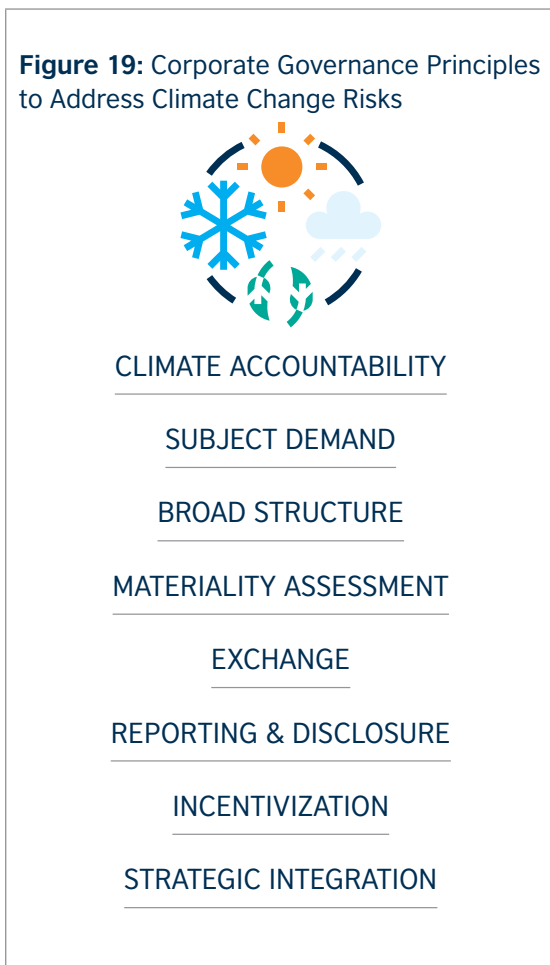 Figure 19: Corporate Governance Principles
to Address Climate Change Risks
CLIMATE ACCOUNTABILITY
SUBJECT DEMAND
BROAD STRUCTURE
MATERIALITY ASSESSMENT
EXCHANGE
REPORTING & DISCLOSURE
INCENTIVIZATION
STRATEGIC INTEGRATION